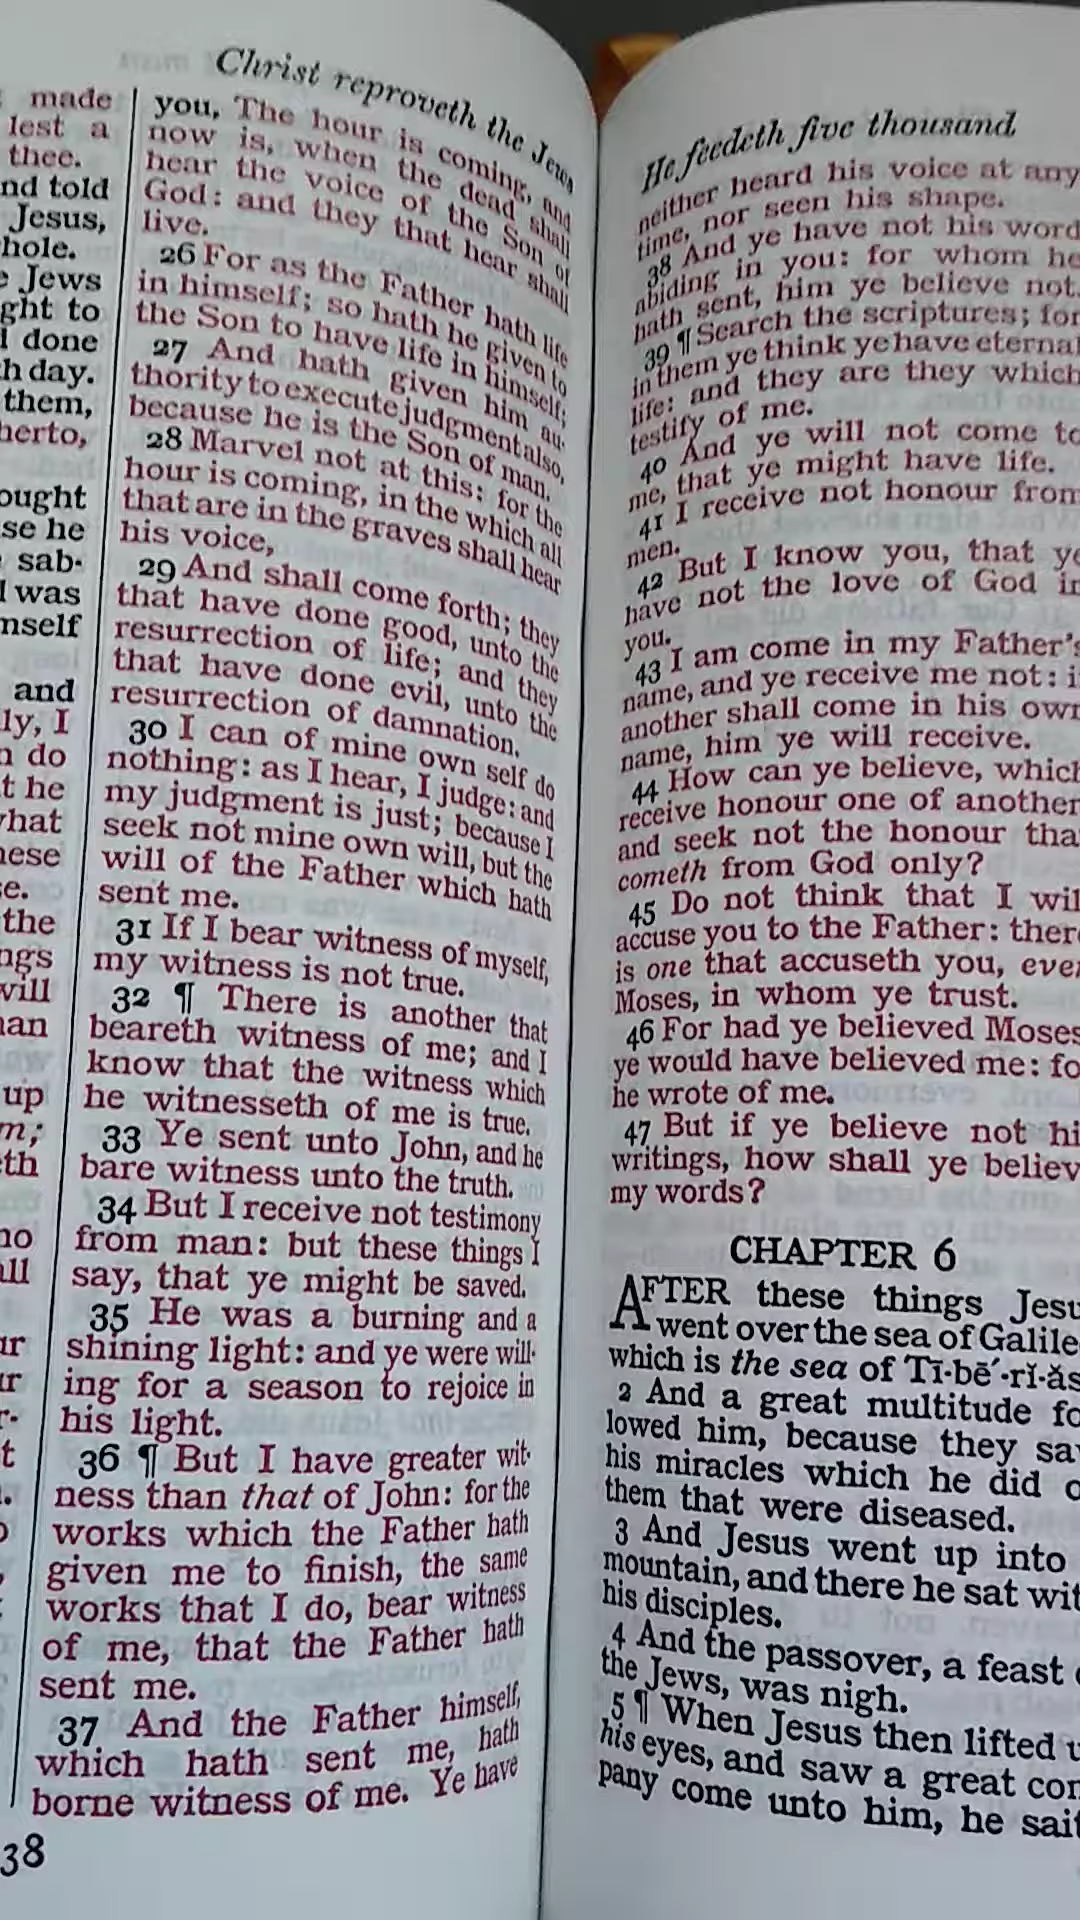 Christ reproveth the Jews
made
lest a
thee.
nd told
Jesus,
hole.
e Jews
ght to
done
h day.
them,
herto,
ought
se he
sab-
was
mself
and
ly, I
n do
t he
what
hese
se.
the
ngs
will
man
up
m;
eth
no
all
ur
ur
r-
t
you, The hour is coming, and
now is, when the dead shall
hear the voice of the Son of
God: and they that hear shall
live.
26 For as the Father hath life
in himself; so hath he given to
the Son to have life in himself;
27 And hath given him au-
thority to execute judgment also,
because he is the Son of man.
28 Marvel not at this: for the
hour is coming, in the which all
that are in the graves shall hear
his voice,
29 And shall come forth; they
that have done good, unto the
resurrection of life; and they
that have done evil, unto the
resurrection of damnation.
30 I can of mine own self do
nothing: as I hear, I judge: and
my judgment is just; because I
seek not mine own will, but the
will of the Father which hath
sent me.
31 If I bear witness of myself,
my witness is not true.
32 ¶ There is another that
beareth witness of me; and I
know that the witness which
he witnesseth of me is true.
33 Ye sent unto John, and he
bare witness unto the truth.
34 But I receive not testimony
from man: but these things I
say, that ye might be saved.
35 He was a burning and a
shining light: and ye were will-
ing for a season to rejoice in
his light.
36 ¶ But I have greater wit-
ness than that of John: for the
works which the Father hath
given me to finish, the same
works that I do, bear witness
of me, that the Father hath
sent me.
37 And the Father himself,
which hath sent me, hath
borne witness of me. Ye have
38
He feedeth five thousand
neither heard his voice at any
time, nor seen his shape.
38 And ye have not his word
abiding in you: for whom he
hath sent, him ye believe not.
39 ¶ Search the scriptures; for
in them ye think ye have eternal
life: and they are they which
testify of me.
40 And ye will not come to
me, that ye might have life.
41 I receive not honour from
men.
42 But I know you, that ye
have not the love of God in
you.
43 I am come in my Father's
name, and ye receive me not: i
another shall come in his own
name, him ye will receive.
44 How can ye believe, which
receive honour one of another
and seek not the honour tha
cometh from God only?
45 Do not think that I wil
accuse you to the Father: there
is one that accuseth you, even
Moses, in whom ye trust.
46 For had ye believed Moses
ye would have believed me: fo
he wrote of me.
47 But if ye believe not hi
writings, how shall ye believ
my words?
CHAPTER 6
AFTER these things Jesu
went over the sea of Galile
which is the sea of Tī-bē´-rĭ-ăs
2 And a great multitude fo
lowed him, because they sa
his miracles which he did o
them that were diseased.
3 And Jesus went up into
mountain, and there he sat wit
his disciples.
4 And the passover, a feast
the Jews, was nigh.
5 ¶ When Jesus then lifted u
his eyes, and saw a great com
pany come unto him, he sait